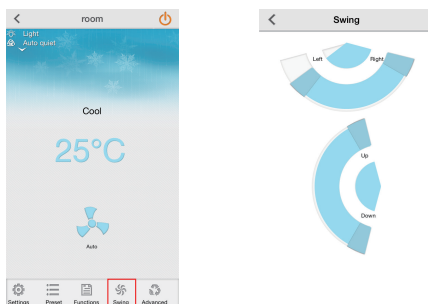 room
Light
Auto quiet
Cool
25°C
Auto
Settings
Preset
Functions
Swing
Advanced
Swing
Left
Right
Up
Down